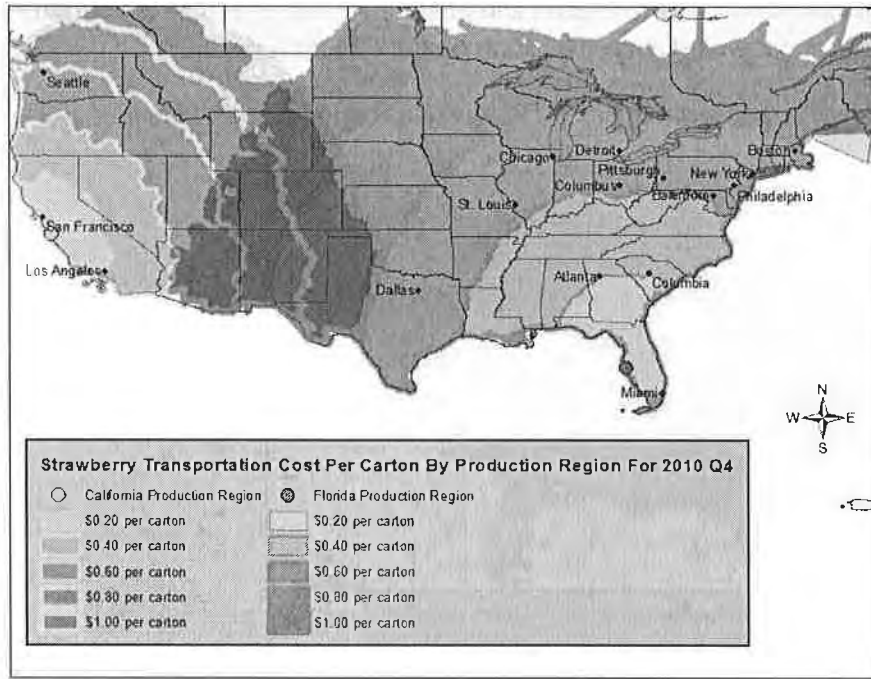 Seattle
Boston
Detroit
Chicago
Pittsburgh
New York
Columbus
Baltimore
Philadelphia
St. Louis
San Francisco
Los Angeles
Atlanta
Columbia
Dallas
Miami
N
W E
S
Strawberry Transportation Cost Per Carton By Production Region For 2010 Q4
California Production Region Florida Production Region
$0.20 per carton $0.20 per carton
$0.40 per carton $0.40 per carton
$0.60 per carton $0.60 per carton
$0.80 per carton $0.80 per carton
$1.00 per carton $1.00 per carton